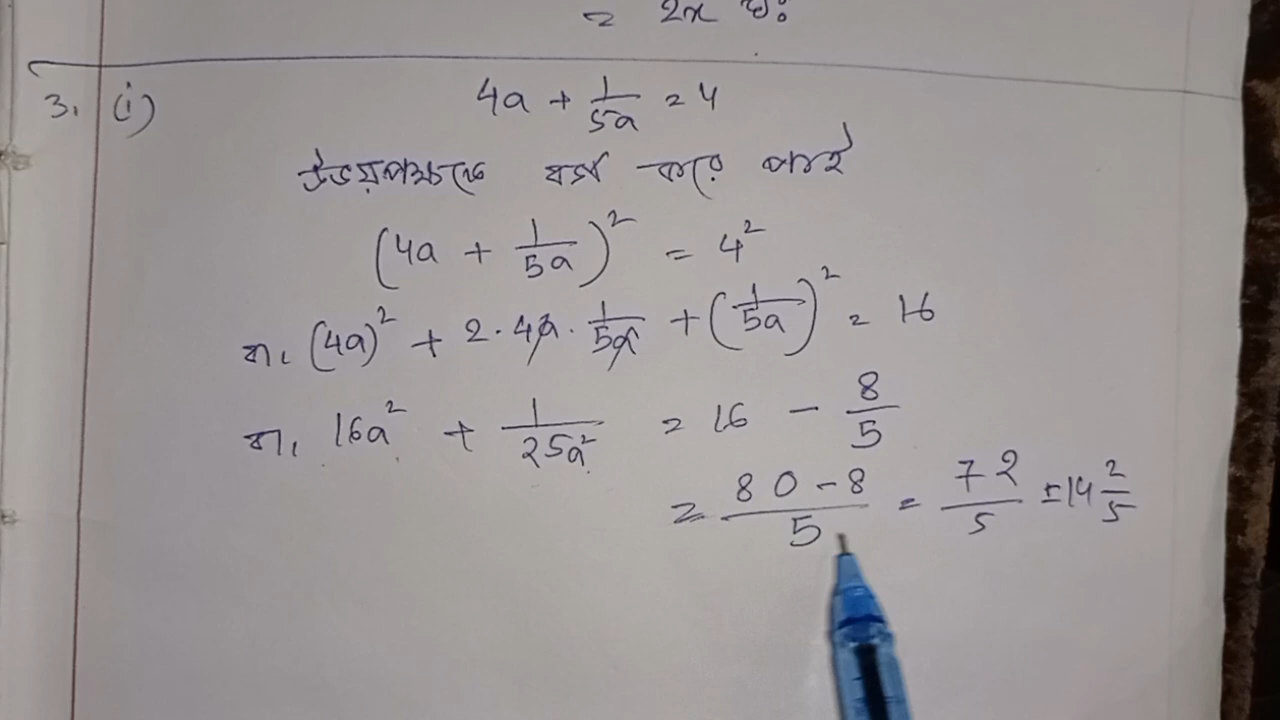 = 2x ঘঃ
3. (i) 4a + 1/5a = 4
উভয়পক্ষকে বর্গ করে পাই
(4a + 1/5a)² = 4²
বা, (4a)² + 2·4a·1/5a + (1/5a)² = 16
বা, 16a² + 1/25a² = 16 - 8/5
= 80-8/5 = 72/5 = 14 2/5